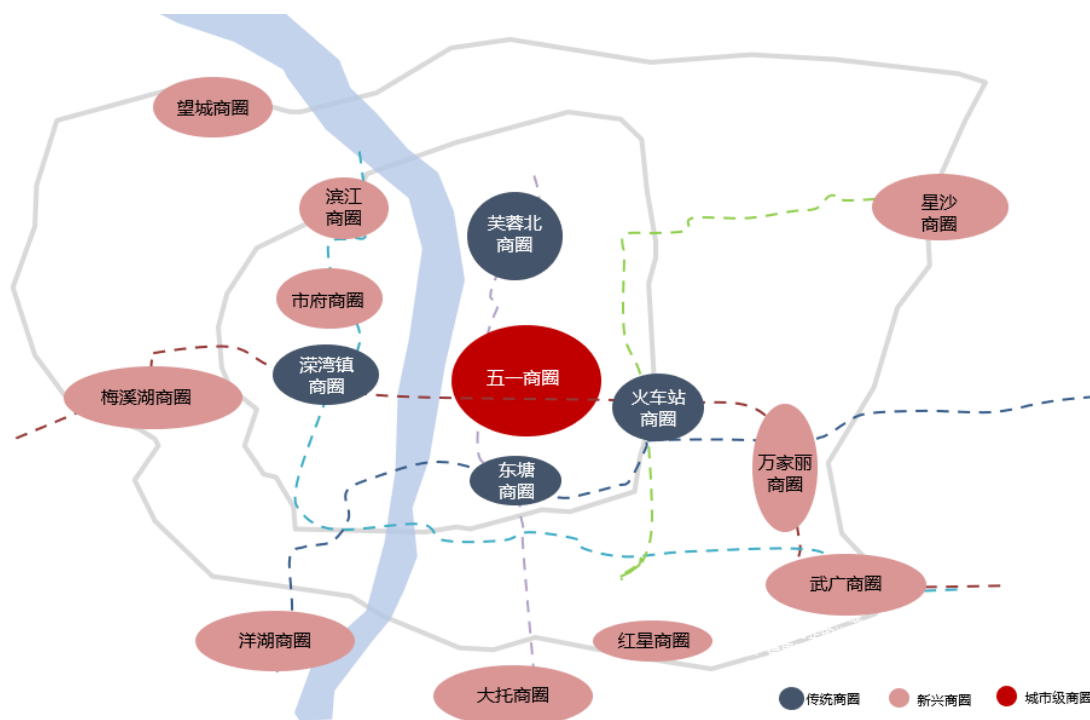 望城商圈
滨江
商圈
星沙
商圈
芙蓉北
商圈
市府商圈
溁湾镇
商圈
五一商圈
梅溪湖商圈
火车站
商圈
万家丽
商圈
东塘
商圈
武广商圈
洋湖商圈
红星商圈
大托商圈
传统商圈
新兴商圈
城市级商圈